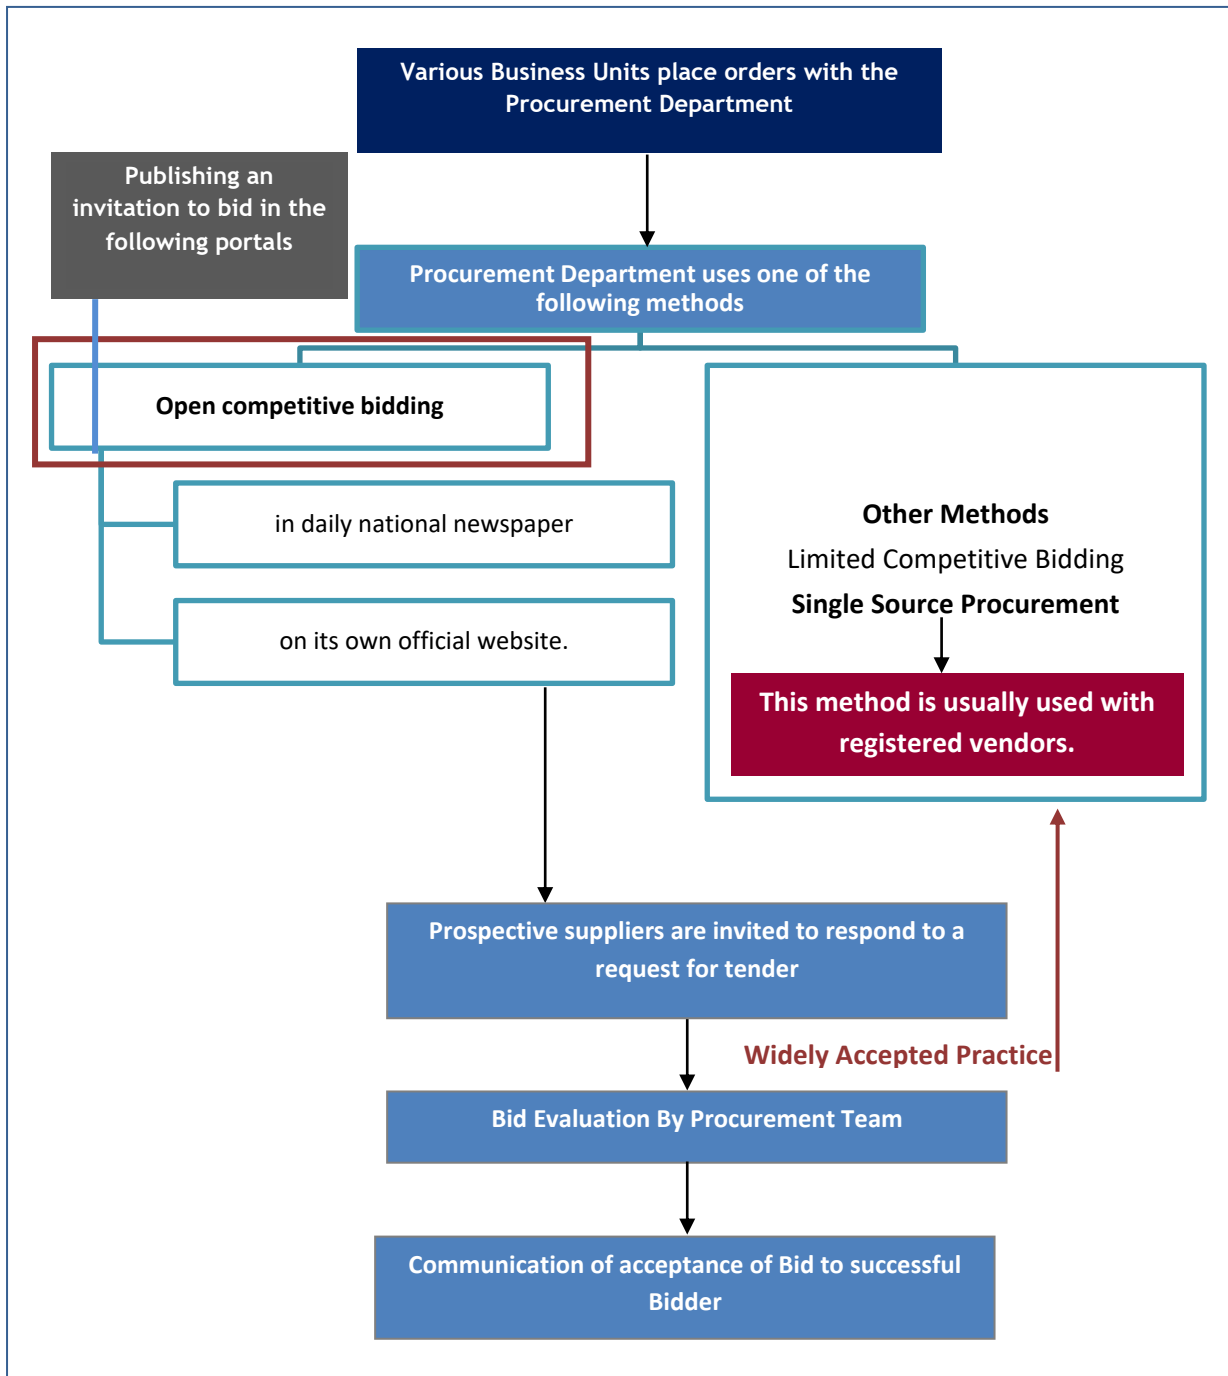 Various Business Units place orders with the
Procurement Department
Publishing an
invitation to bid in the
following portals
Procurement Department uses one of the
following methods
Open competitive bidding
in daily national newspaper
on its own official website.
Other Methods
Limited Competitive Bidding
Single Source Procurement
This method is usually used with
registered vendors.
Prospective suppliers are invited to respond to a
request for tender
Widely Accepted Practice
Bid Evaluation By Procurement Team
Communication of acceptance of Bid to successful
Bidder